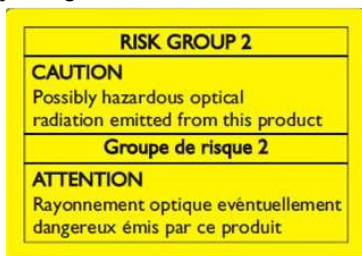 RISK GROUP 2
CAUTION
Possibly hazardous optical
radiation emitted from this product
Groupe de risque 2
ATTENTION
Rayonnement optique evéntuellement
dangereux émis par ce produit